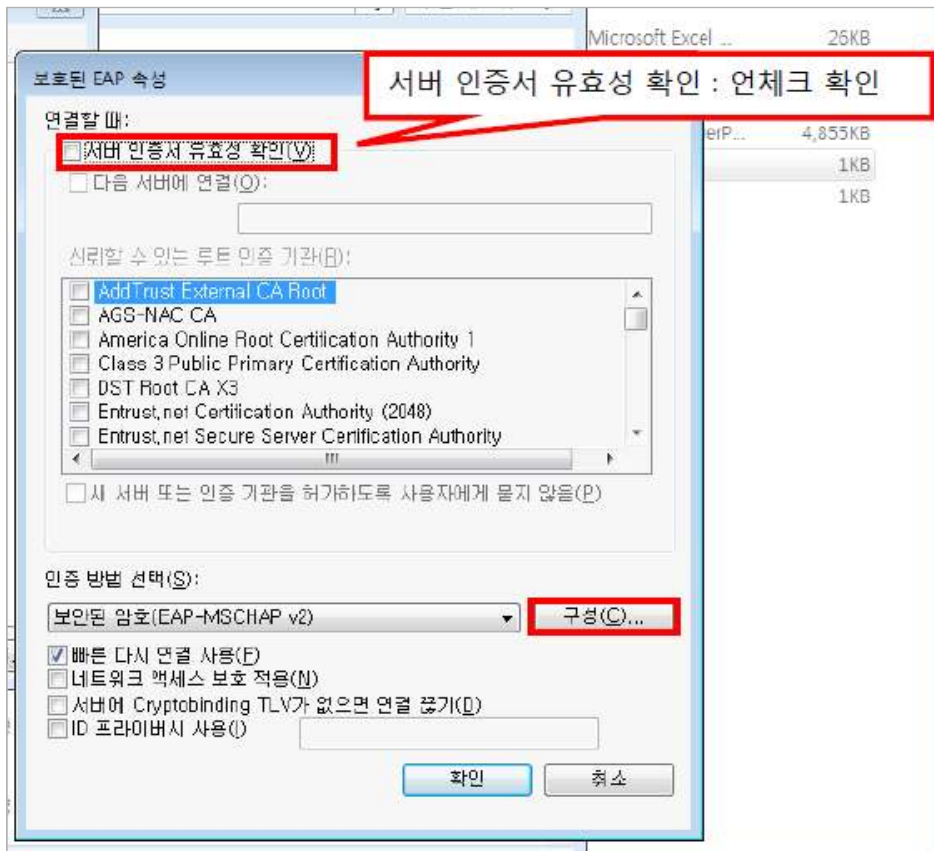 Microsoft Excel ... 26KB
보호된 EAP 속성
서버 인증서 유효성 확인 : 언체크 확인
연결할 때:
erP... 4,855KB
서버 인증서 유효성 확인(V)
1KB
다음 서버에 연결(O):
1KB
신뢰할 수 있는 루트 인증 기관(R):
AddTrust External CA Root
AGS-NAC CA
America Online Root Certification Authority 1
Class 3 Public Primary Certification Authority
DST Root CA X3
Entrust.net Certification Authority (2048)
Entrust.net Secure Server Certification Authority
새 서버 또는 인증 기관을 허가하도록 사용자에게 묻지 않음(P)
인증 방법 선택(S):
보안된 암호(EAP-MSCHAP v2) 구성(C)...
빠른 다시 연결 사용(F)
네트워크 액세스 보호 적용(N)
서버에 Cryptobinding TLV가 없으면 연결 끊기(D)
ID 프라이버시 사용(I)
확인 취소